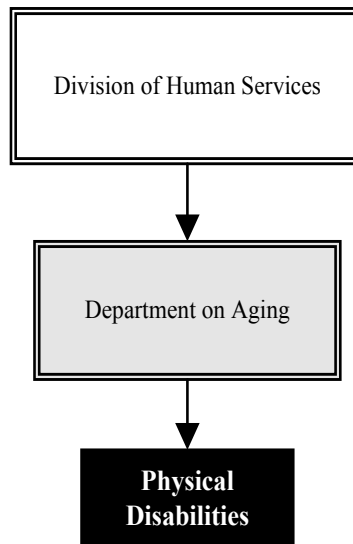 Division of Human Services
Department on Aging
Physical
Disabilities